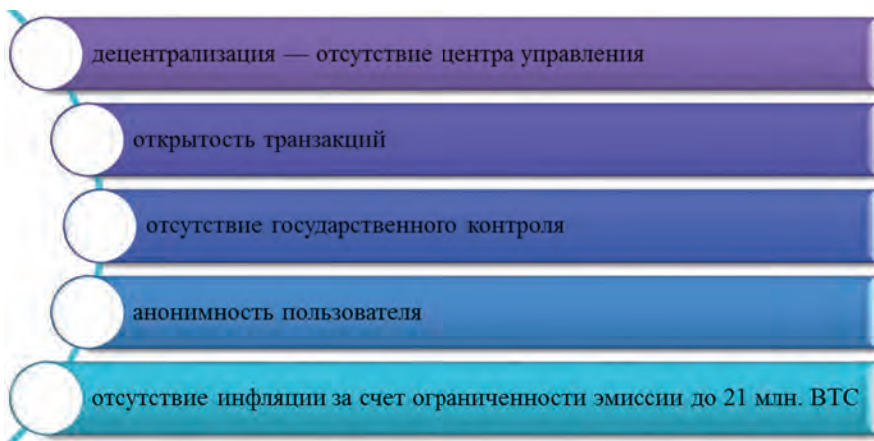 децентрализация — отсутствие центра управления
открытость транзакций
отсутствие государственного контроля
анонимность пользователя
отсутствие инфляции за счет ограниченности эмиссии до 21 млн. BTC